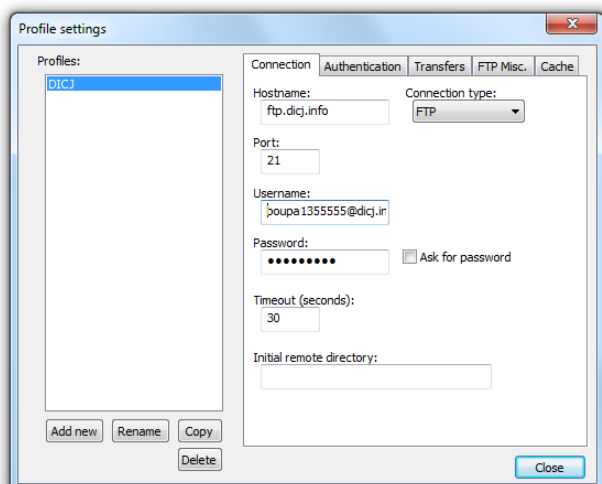 Profile settings
Profiles:
DICJ
Connection Authentication Transfers FTP Misc. Cache
Hostname: Connection type:
ftp.dicj.info FTP
Port:
21
Username:
poupa1355555@dicj.in
Password:
●●●●●●●●● Ask for password
Timeout (seconds):
30
Initial remote directory:
Add new Rename Copy
Delete
Close